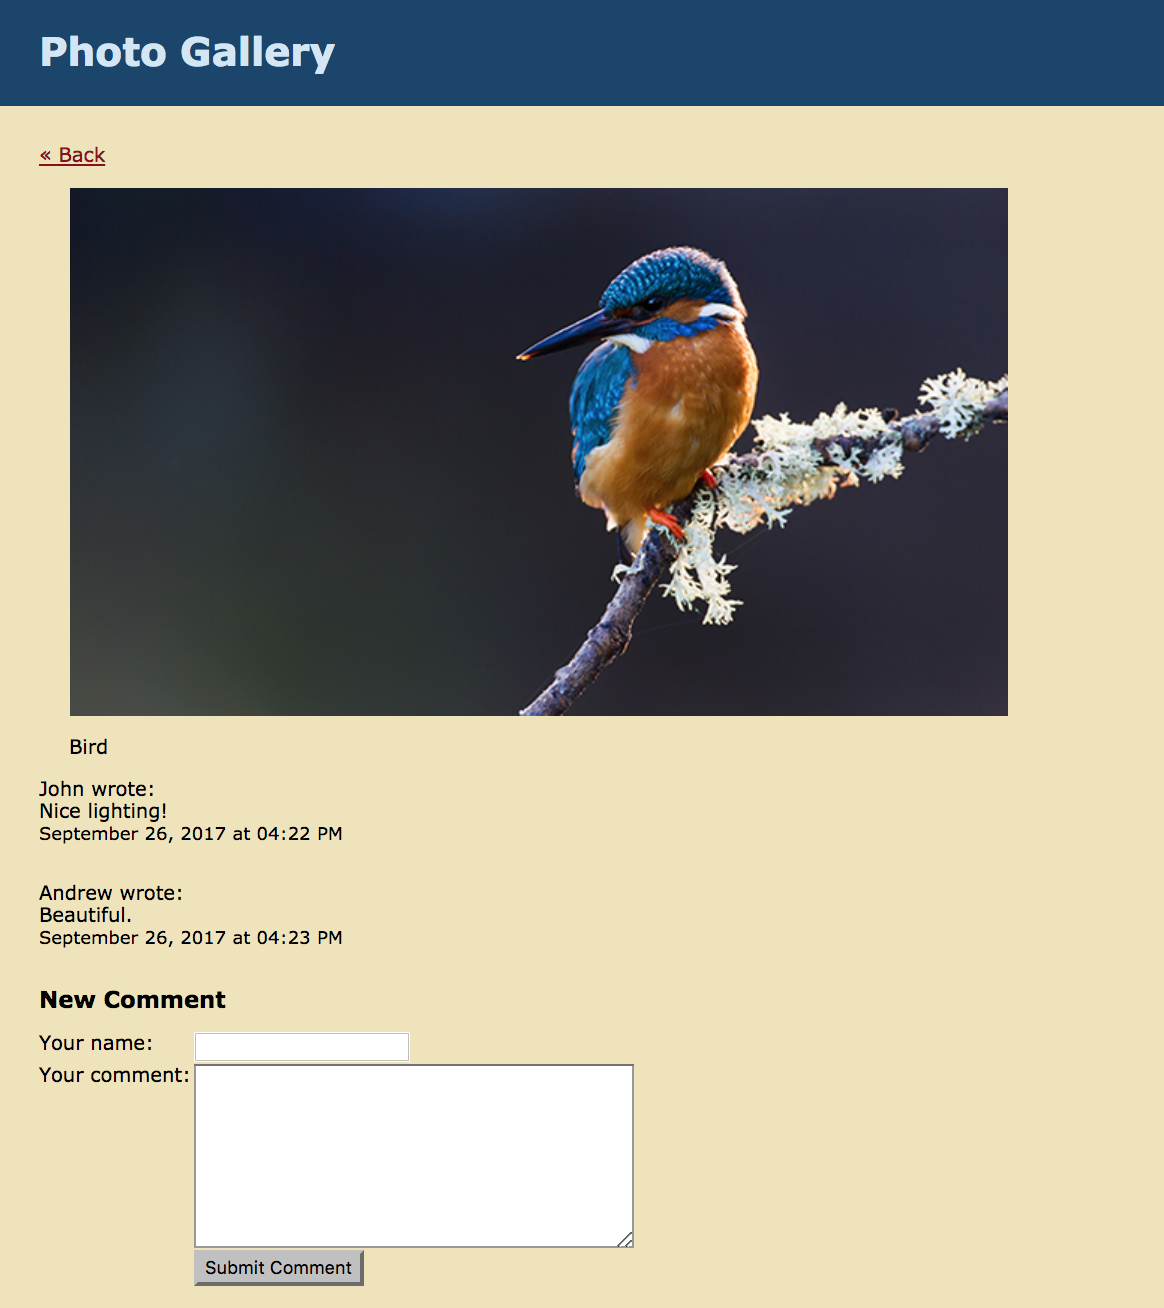 Photo Gallery
« Back
Bird
John wrote:
Nice lighting!
September 26, 2017 at 04:22 PM
Andrew wrote:
Beautiful.
September 26, 2017 at 04:23 PM
New Comment
Your name:
Your comment:
Submit Comment